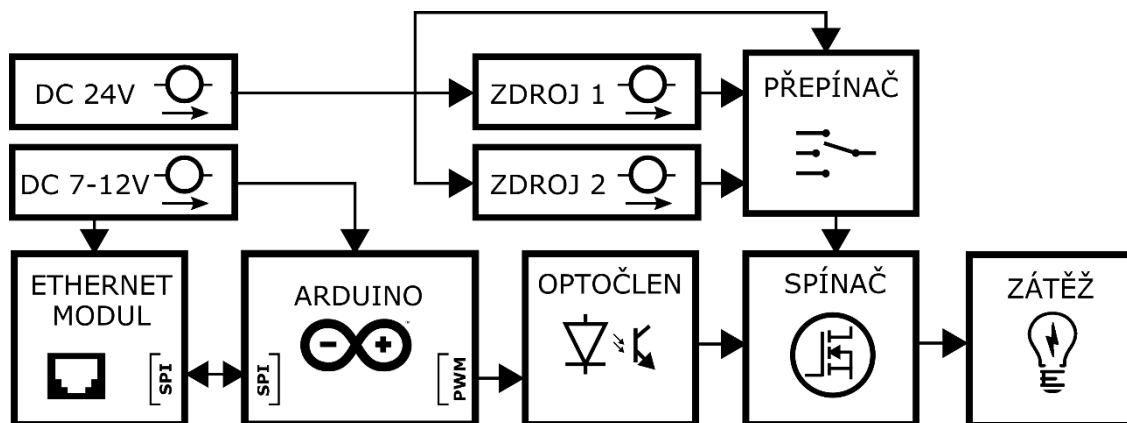 DC 24V
ZDROJ 1
PŘEPÍNAČ
DC 7-12V
ZDROJ 2
ETHERNET
MODUL
SPI
ARDUINO
SPI
PWM
OPTOČLEN
SPÍNAČ
ZÁTĚŽ